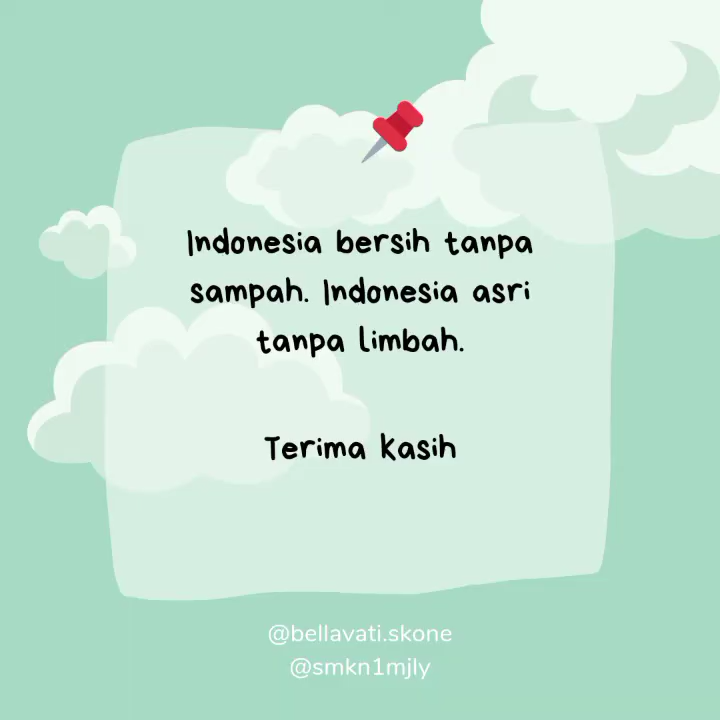 Indonesia bersih tanpa
sampah. Indonesia asri
tanpa limbah.
Terima kasih
@bellavati.skone
@smkn1mjly